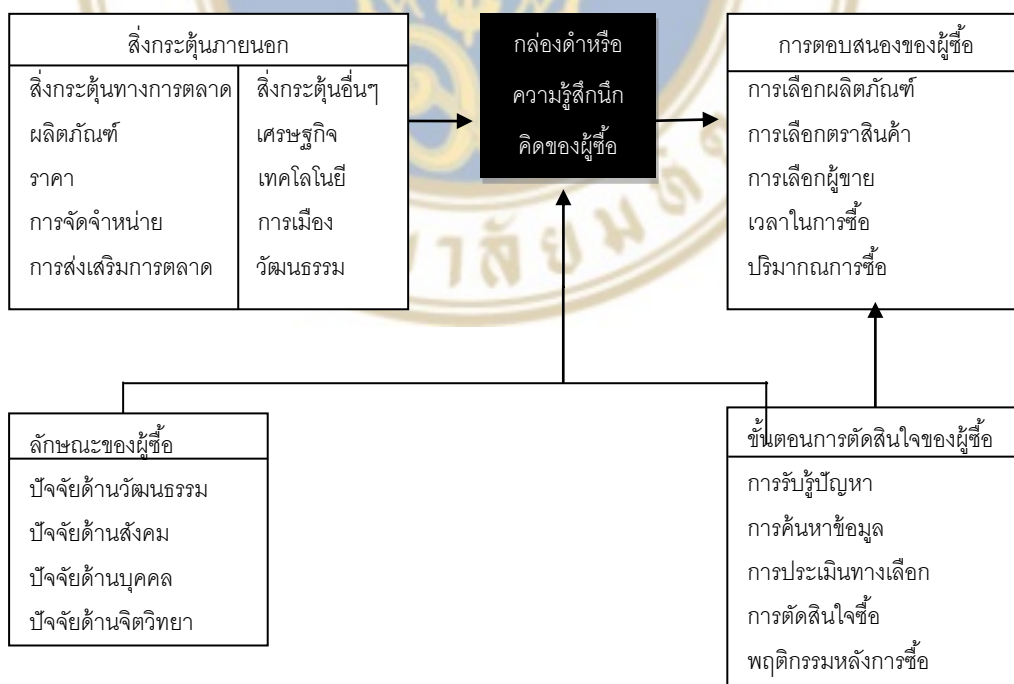 สิ่งกระตุ้นภายนอก
สิ่งกระตุ้นทางการตลาด
ผลิตภัณฑ์
ราคา
การจัดจำหน่าย
การส่งเสริมการตลาด
สิ่งกระตุ้นอื่นๆ
เศรษฐกิจ
เทคโลโนยี
การเมือง
วัฒนธรรม
กล่องดำหรือ
ความรู้สึกนึก
คิดของผู้ซื้อ
การตอบสนองของผู้ซื้อ
การเลือกผลิตภัณฑ์
การเลือกตราสินค้า
การเลือกผู้ขาย
เวลาในการซื้อ
ปริมากณการซื้อ
ลักษณะของผู้ซื้อ
ปัจจัยด้านวัฒนธรรม
ปัจจัยด้านสังคม
ปัจจัยด้านบุคคล
ปัจจัยด้านจิตวิทยา
ขั้นตอนการตัดสินใจของผู้ซื้อ
การรับรู้ปัญหา
การค้นหาข้อมูล
การประเมินทางเลือก
การตัดสินใจซื้อ
พฤติกรรมหลังการซื้อ